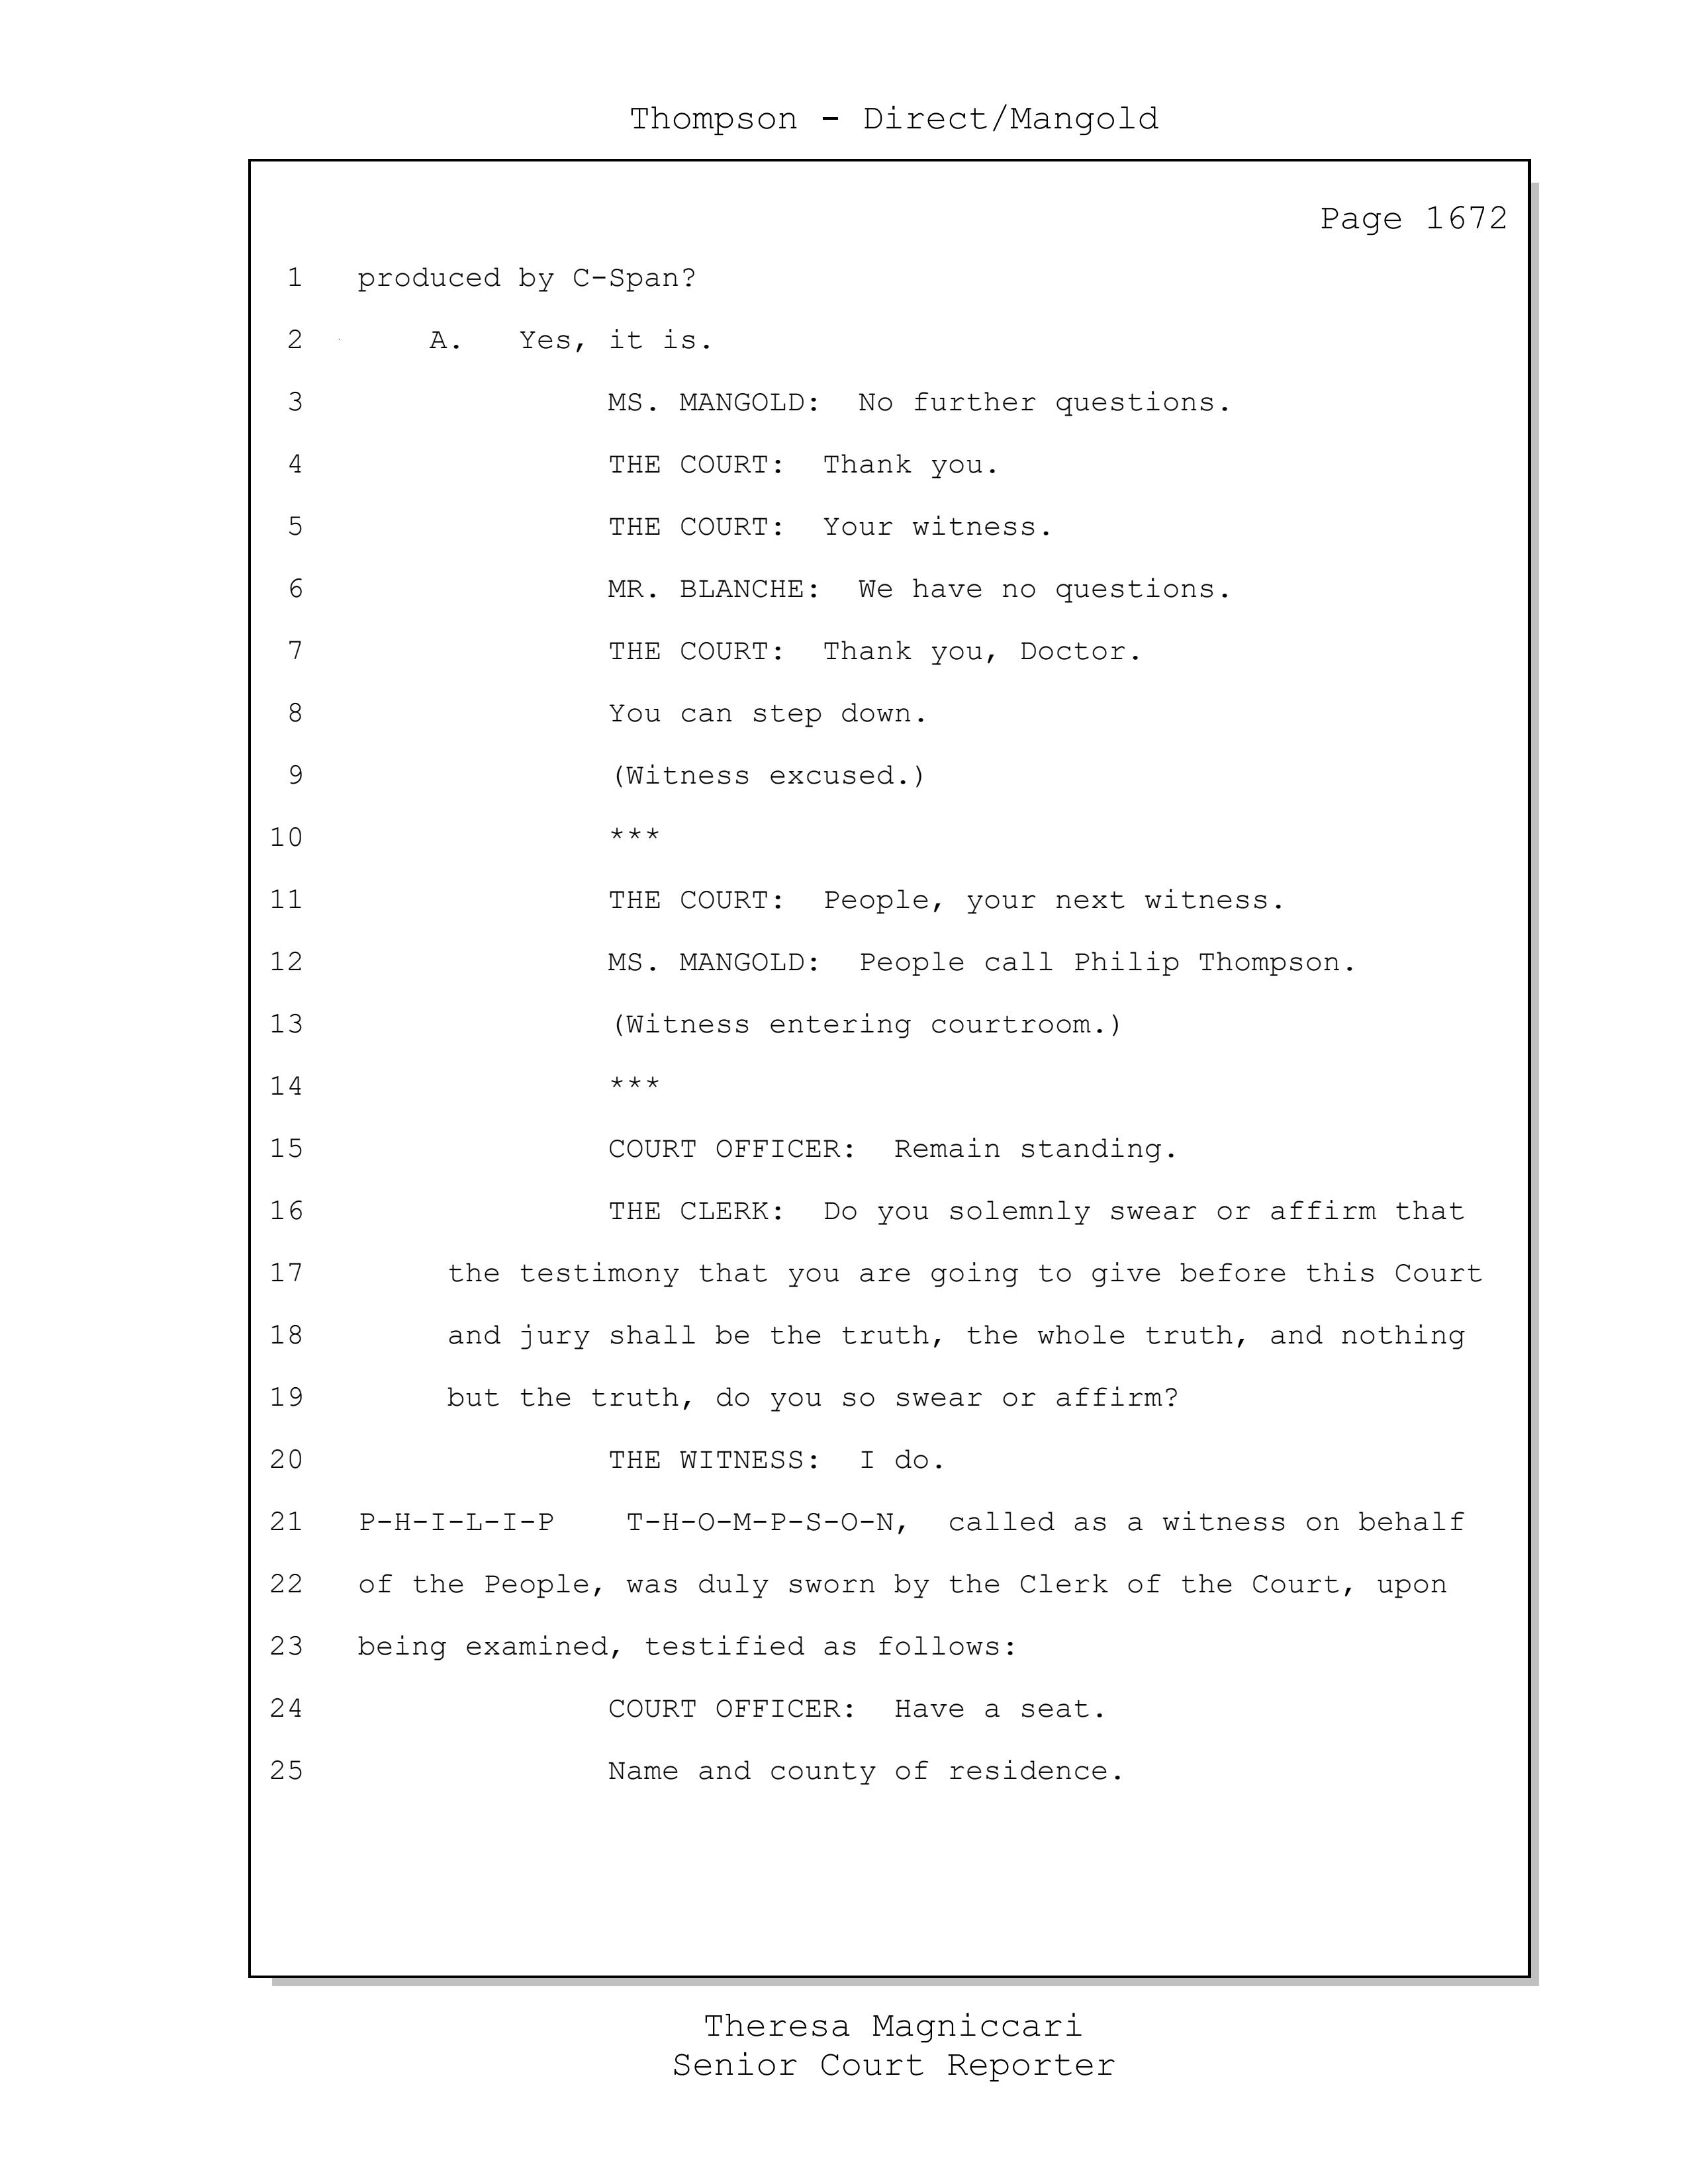 Thompson - Direct/Mangold
Page 1672
1 produced by C-Span?
2 A. Yes, it is.
3 MS. MANGOLD: No further questions.
4 THE COURT: Thank you.
5 THE COURT: Your witness.
6 MR. BLANCHE: We have no questions.
7 THE COURT: Thank you, Doctor.
8 You can step down.
9 (Witness excused.)
10 ***
11 THE COURT: People, your next witness.
12 MS. MANGOLD: People call Philip Thompson.
13 (Witness entering courtroom.)
14 ***
15 COURT OFFICER: Remain standing.
16 THE CLERK: Do you solemnly swear or affirm that
17 the testimony that you are going to give before this Court
18 and jury shall be the truth, the whole truth, and nothing
19 but the truth, do you so swear or affirm?
20 THE WITNESS: I do.
21 P-H-I-L-I-P T-H-O-M-P-S-O-N, called as a witness on behalf
22 of the People, was duly sworn by the Clerk of the Court, upon
23 being examined, testified as follows:
24 COURT OFFICER: Have a seat.
25 Name and county of residence.
Theresa Magniccari
Senior Court Reporter